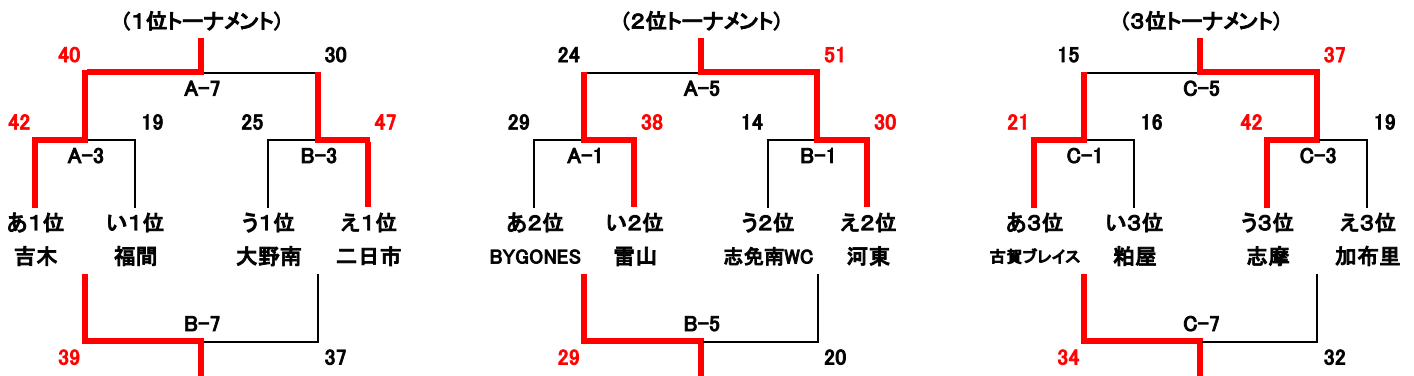 (1位トーナメント) (2位トーナメント) (3位トーナメント)
40 30 24 51 15 37
A-7 A-5 C-5
42 19 25 47 29 38 14 30 21 16 42 19
A-3 B-3 A-1 B-1 C-1 C-3
あ1位 い1位 う1位 え1位 あ2位 い2位 う2位 え2位 あ3位 い3位 う3位 え3位
吉木 福間 大野南 二日市 BYGONES 雷山 志免南WC 河東 古賀ブレイス 粕屋 志摩 加布里
B-7 B-5 C-7
39 37 29 20 34 32